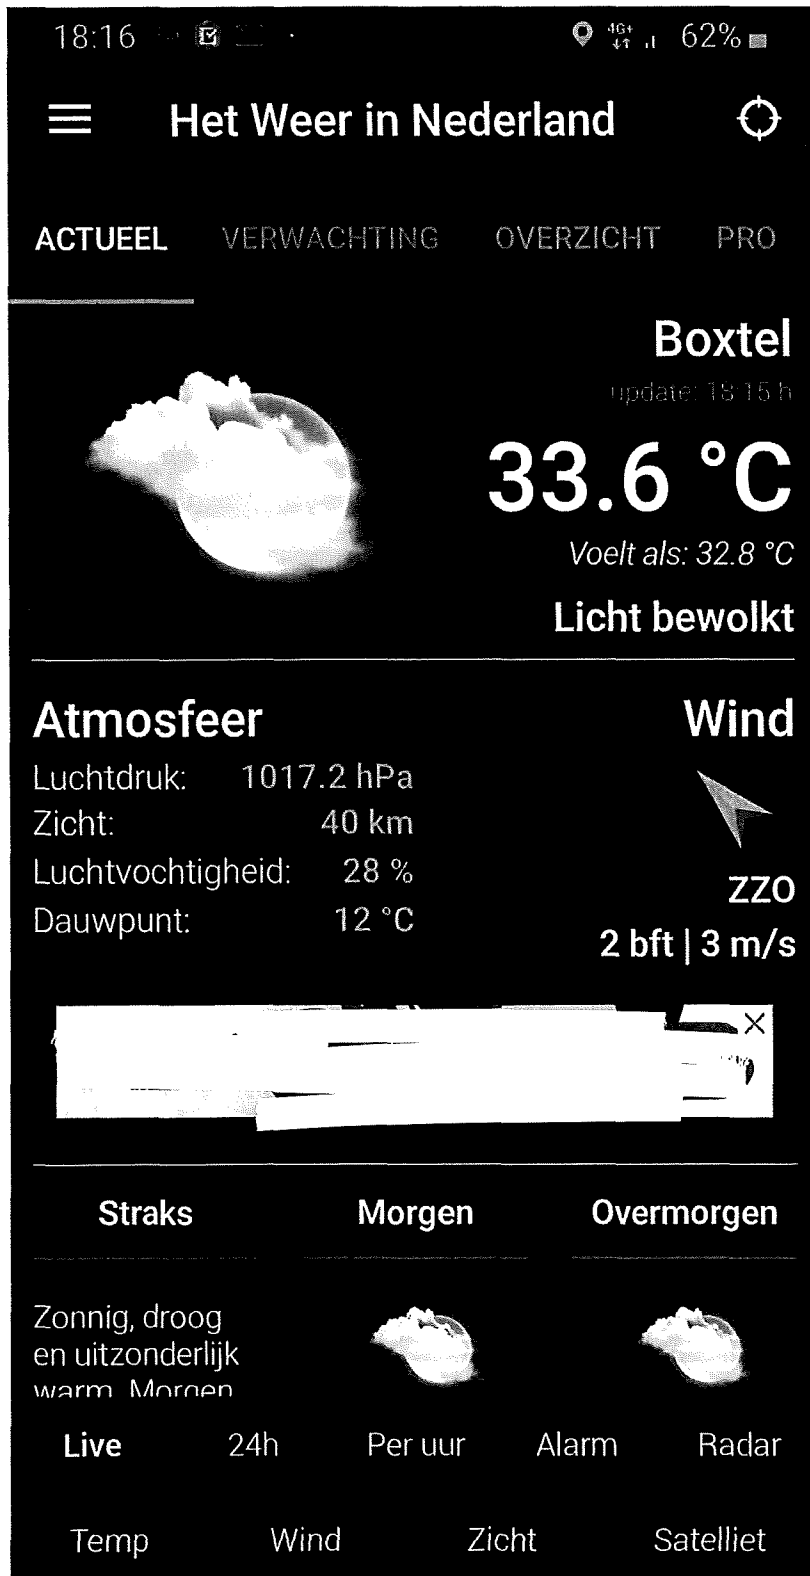 18:16 4G+ 62%
Het Weer in Nederland
ACTUEEL VERWACHTING OVERZICHT PRO
Boxtel
update: 18:15 h
33.6 °C
Voelt als: 32.8 °C
Licht bewolkt
Atmosfeer Wind
Luchtdruk: 1017.2 hPa
Zicht: 40 km
Luchtvochtigheid: 28 %
Dauwpunt: 12 °C
ZZO
2 bft | 3 m/s
Straks Morgen Overmorgen
Zonnig, droog
en uitzonderlijk
warm. Morgen
Live 24h Per uur Alarm Radar
Temp Wind Zicht Satelliet